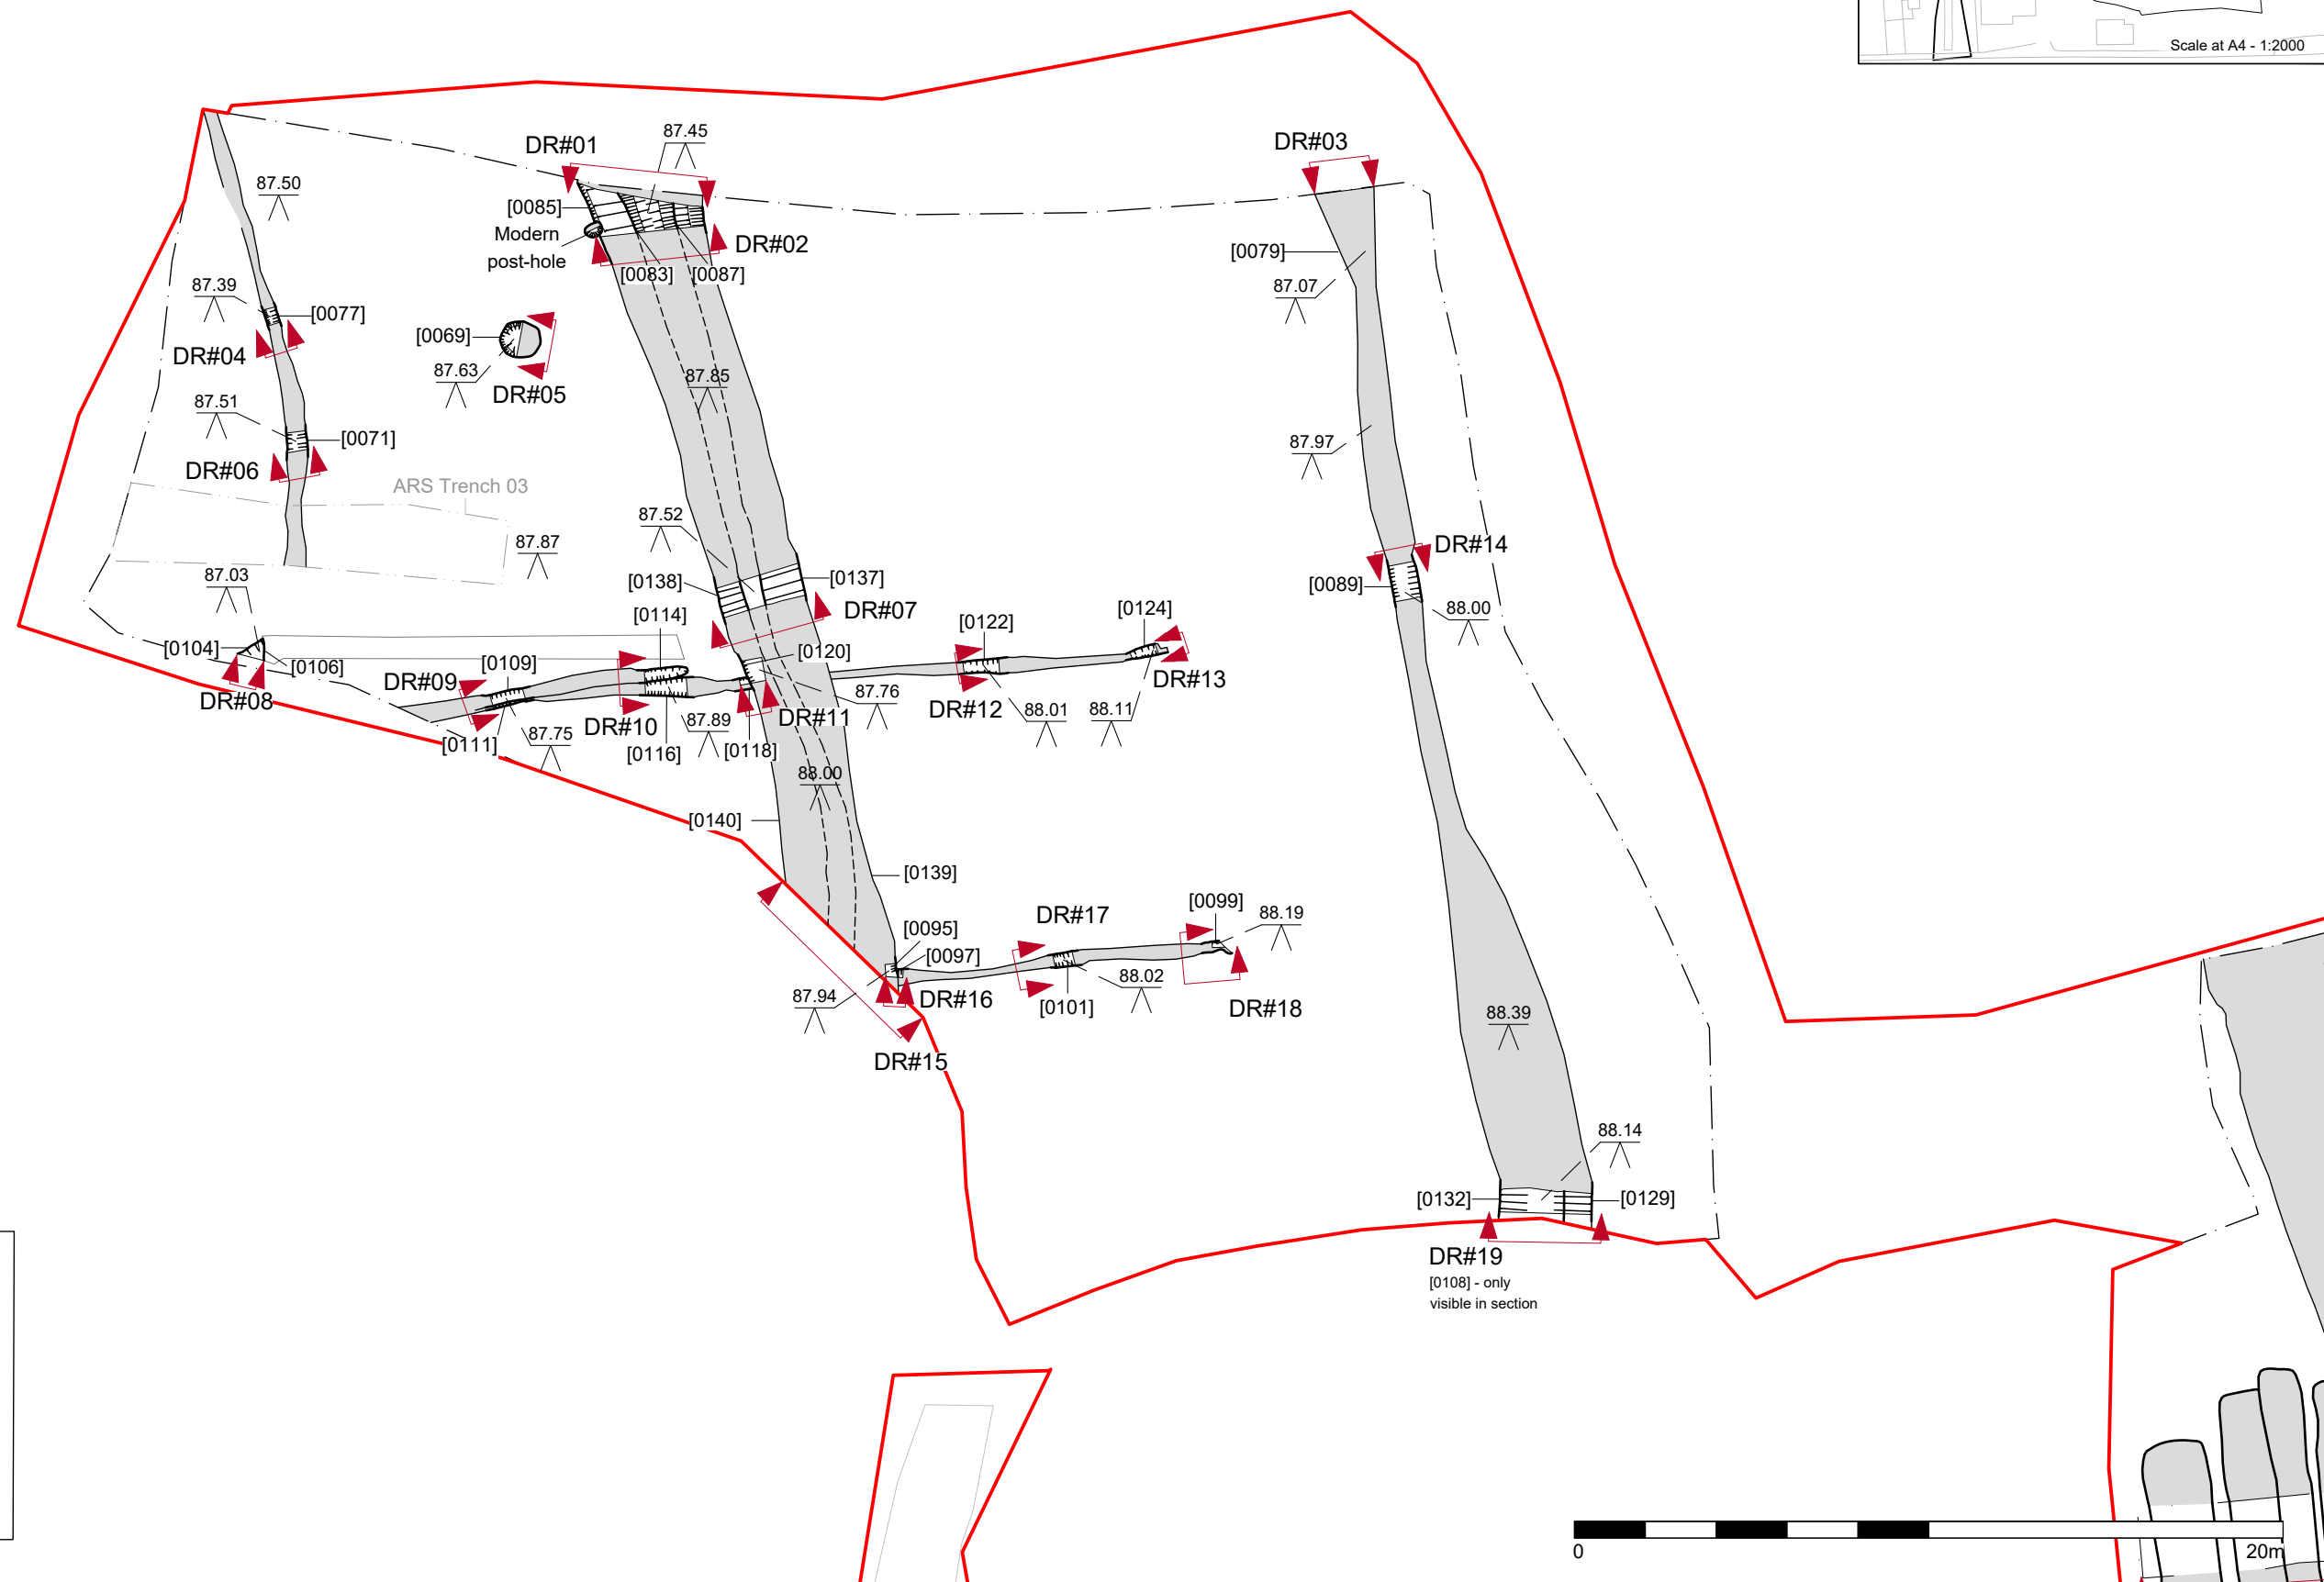 Scale at A4 - 1:2000
DR#01
87.45
DR#03
87.50
[0085]
Modern
post-hole
DR#02
[0083]
[0087]
[0079]
87.07
87.39
[0077]
DR#04
[0069]
87.63
DR#05
87.85
87.51
[0071]
DR#06
87.97
ARS Trench 03
87.52
87.87
DR#14
87.03
[0138]
[0137]
[0089]
88.00
DR#07
[0114]
[0122]
[0124]
[0104]
[0106]
[0109]
[0120]
DR#08
DR#09
DR#13
87.76
DR#10
87.89
DR#11
DR#12
88.01
88.11
[0111]
87.75
[0116]
[0118]
88.00
[0140]
[0139]
[0095]
DR#17
[0099]
88.19
[0097]
87.94
DR#16
88.02
[0101]
DR#18
88.39
DR#15
88.14
[0132]
[0129]
DR#19
[0108] - only
visible in section
0
20m